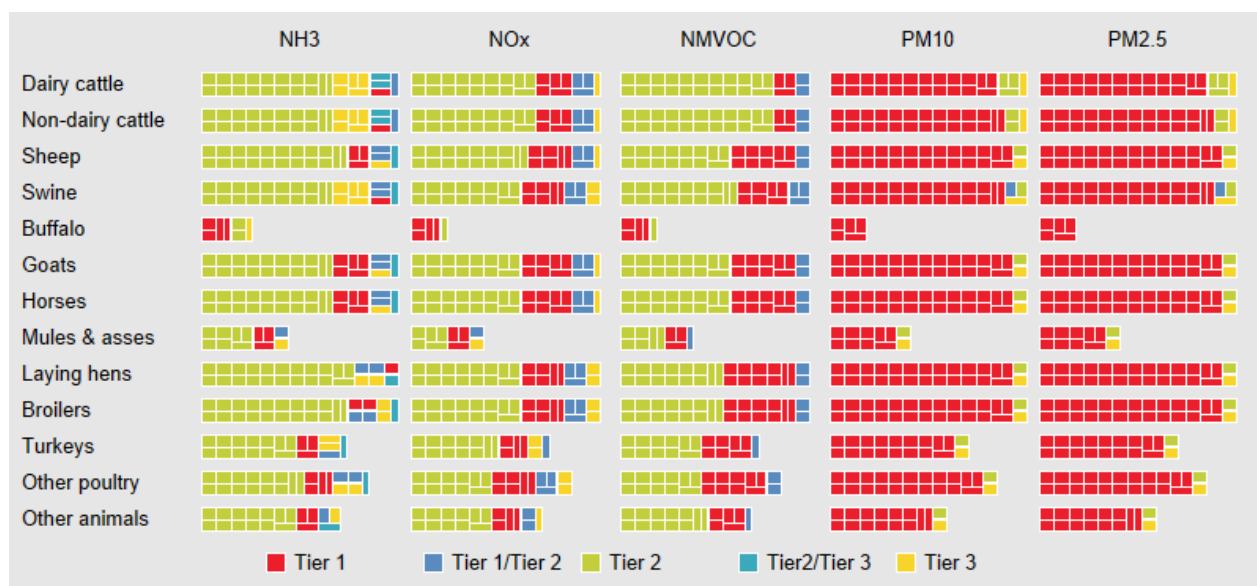 NH3 NOx NMVOC PM10 PM2.5
Dairy cattle
Non-dairy cattle
Sheep
Swine
Buffalo
Goats
Horses
Mules & asses
Laying hens
Broilers
Turkeys
Other poultry
Other animals
Tier 1 Tier 1/Tier 2 Tier 2 Tier2/Tier 3 Tier 3